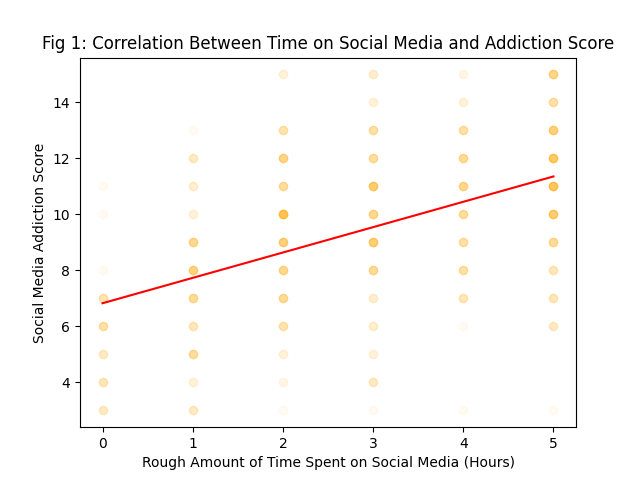 Fig 1: Correlation Between Time on Social Media and Addiction Score
Social Media Addiction Score
14
12
10
8
6
4
0 1 2 3 4 5
Rough Amount of Time Spent on Social Media (Hours)